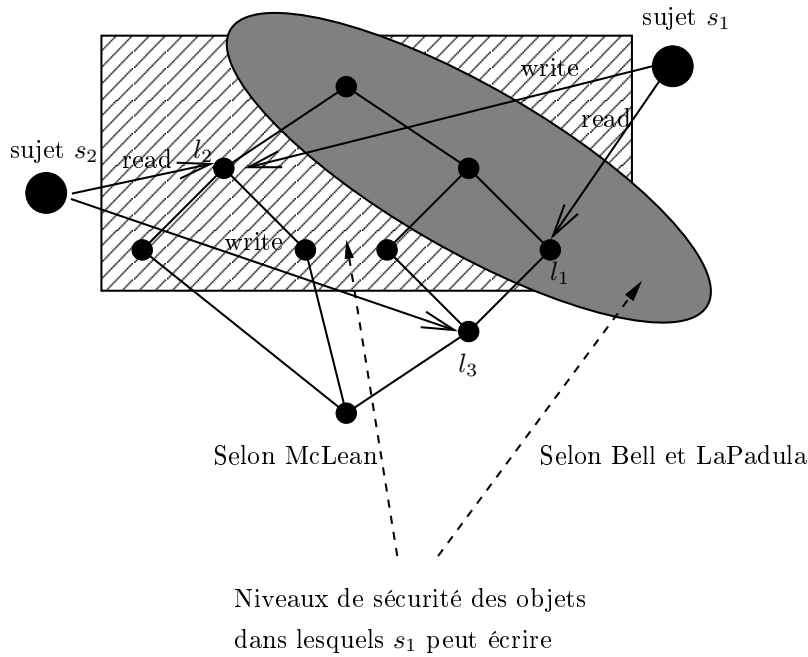 sujet s₁
write
read
sujet s₂
read
l₂
write
l₁
l₃
Selon McLean
Selon Bell et LaPadula
Niveaux de sécurité des objets
dans lesquels s₁ peut écrire